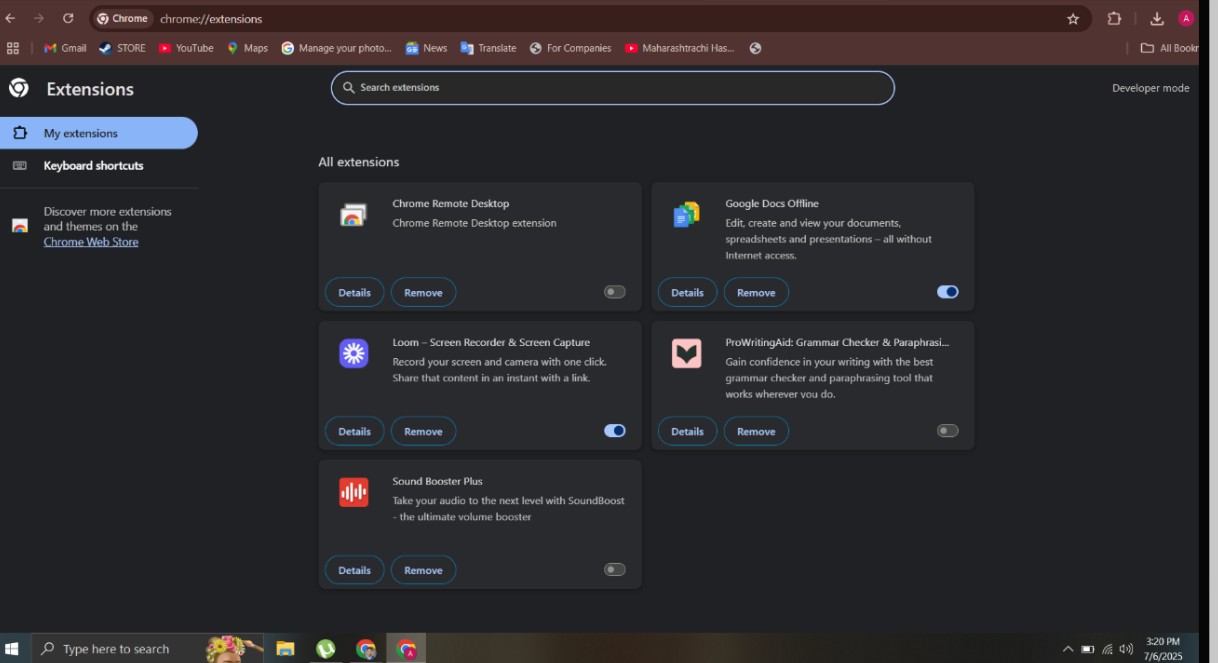 Chrome chrome://extensions A
Gmail STORE YouTube Maps Manage your photo... News Translate For Companies Maharashtrachi Has... All Bookr
Extensions
Search extensions
Developer mode
My extensions
Keyboard shortcuts
Discover more extensions
and themes on the
Chrome Web Store
All extensions
Chrome Remote Desktop
Chrome Remote Desktop extension
Details Remove
Google Docs Offline
Edit, create and view your documents,
spreadsheets and presentations – all without
Internet access.
Details Remove
Loom – Screen Recorder & Screen Capture
Record your screen and camera with one click.
Share that content in an instant with a link.
Details Remove
ProWritingAid: Grammar Checker & Paraphrasi...
Gain confidence in your writing with the best
grammar checker and paraphrasing tool that
works wherever you do.
Details Remove
Sound Booster Plus
Take your audio to the next level with SoundBoost
- the ultimate volume booster
Details Remove
Type here to search
3:20 PM
7/6/2025